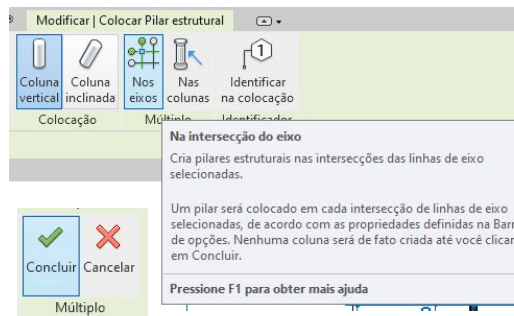 Modificar | Colocar Pilar estrutural
Coluna vertical
Coluna inclinada
Nos eixos
Nas colunas
Identificar na colocação
1
Colocação
Múltiplo
Identificador
Na intersecção do eixo
Cria pilares estruturais nas intersecções das linhas de eixo
selecionadas.
Um pilar será colocado em cada intersecção de linhas de eixo
selecionadas, de acordo com as propriedades definidas na Barr
de opções. Nenhuma coluna será de fato criada até você clicar
em Concluir.
Pressione F1 para obter mais ajuda
Concluir
Cancelar
Múltiplo